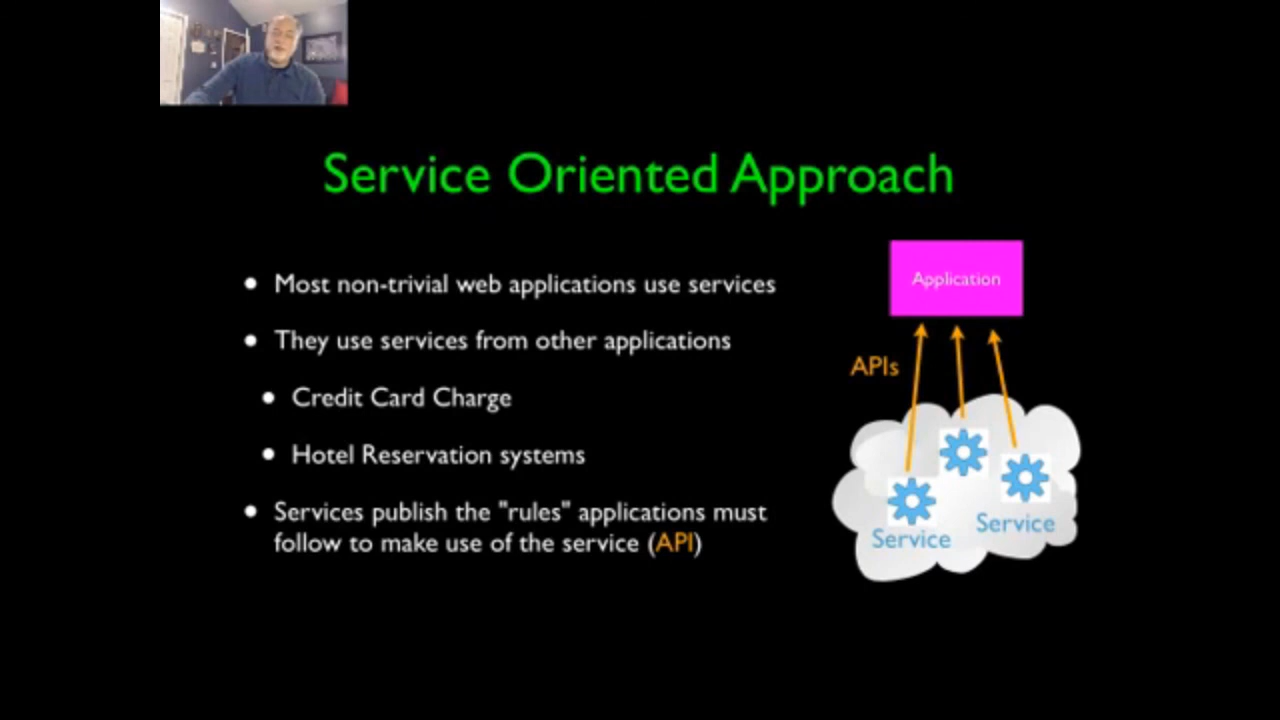 Service Oriented Approach
• Most non-trivial web applications use services
• They use services from other applications
• Credit Card Charge
• Hotel Reservation systems
• Services publish the "rules" applications must
follow to make use of the service (API)
Application
APIs
Service
Service